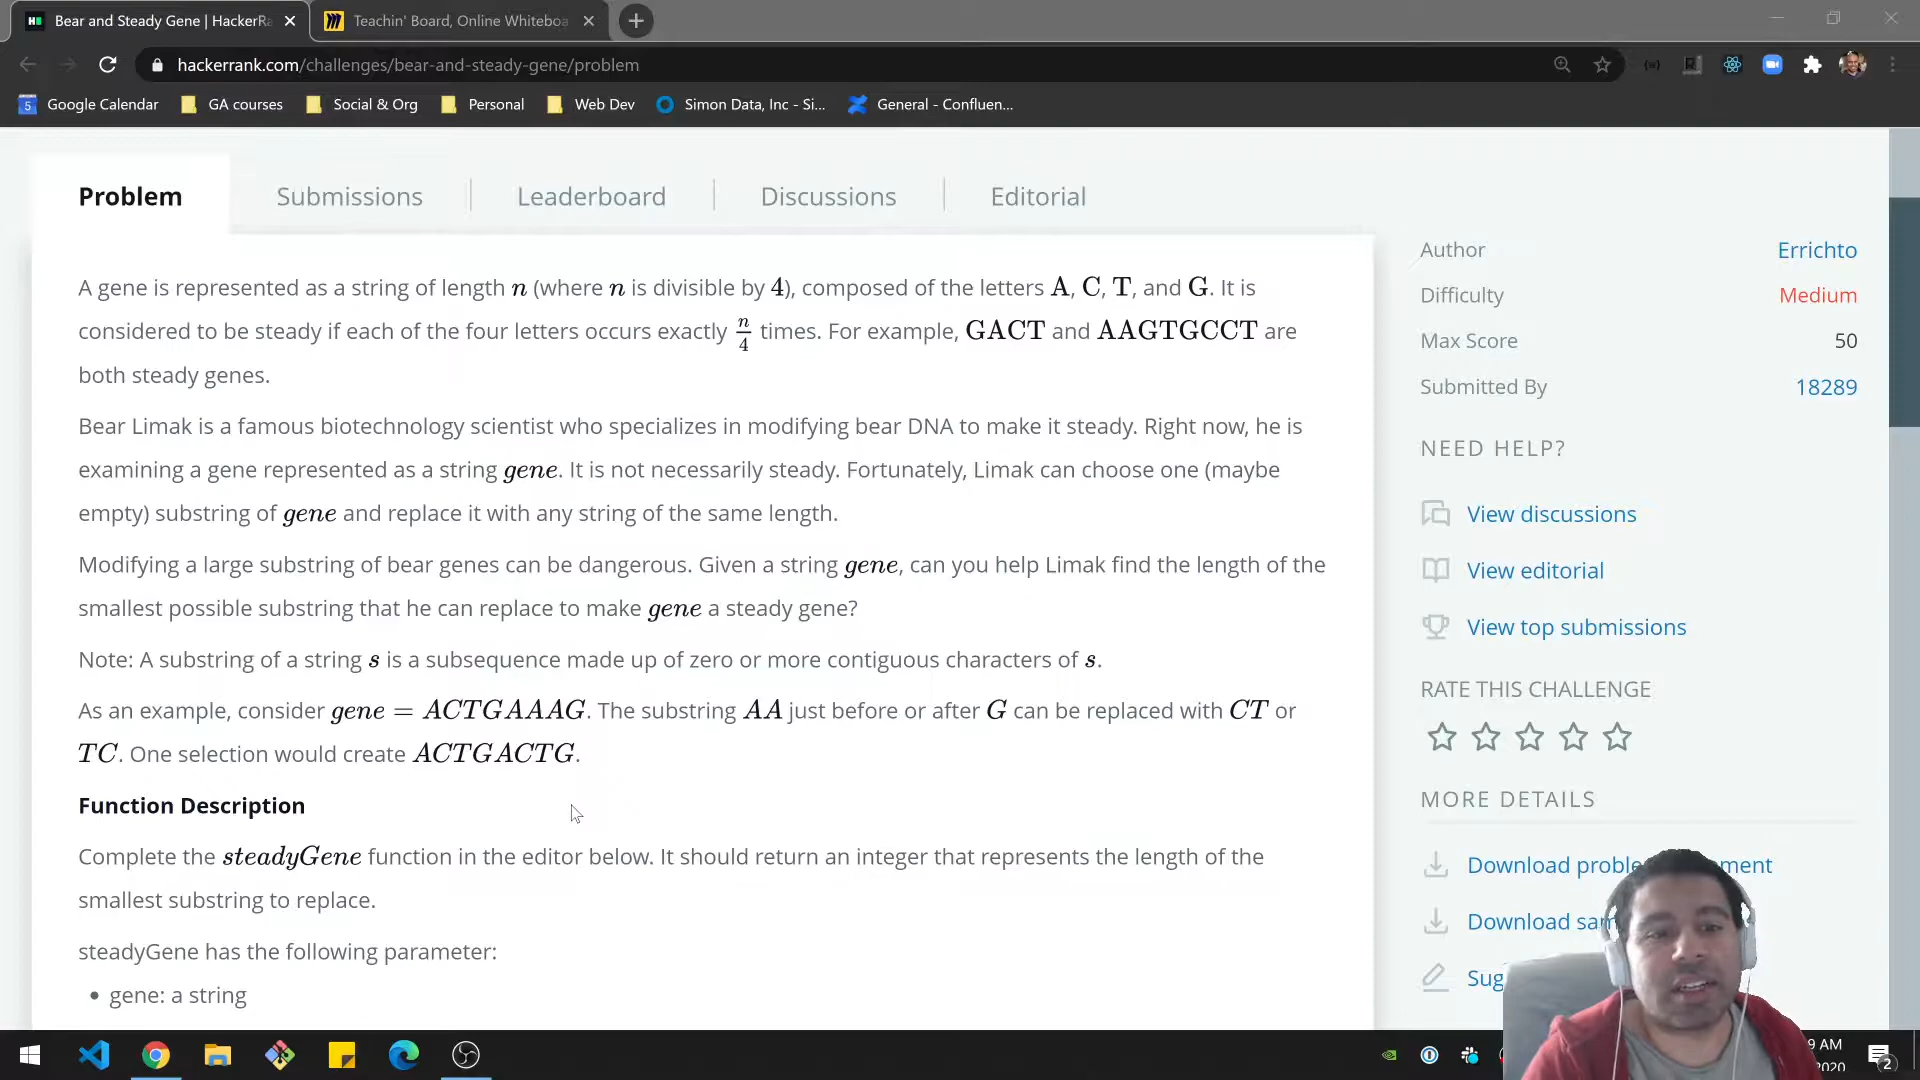 Bear and Steady Gene | HackerRa
Teachin' Board, Online Whiteboa
hackerrank.com/challenges/bear-and-steady-gene/problem
5 Google Calendar GA courses Social & Org Personal Web Dev Simon Data, Inc - Si... General - Confluen...
Problem Submissions Leaderboard Discussions Editorial
A gene is represented as a string of length n (where n is divisible by 4), composed of the letters A, C, T, and G. It is
considered to be steady if each of the four letters occurs exactly n/4 times. For example, GACT and AAGTGCCT are
both steady genes.
Bear Limak is a famous biotechnology scientist who specializes in modifying bear DNA to make it steady. Right now, he is
examining a gene represented as a string gene. It is not necessarily steady. Fortunately, Limak can choose one (maybe
empty) substring of gene and replace it with any string of the same length.
Modifying a large substring of bear genes can be dangerous. Given a string gene, can you help Limak find the length of the
smallest possible substring that he can replace to make gene a steady gene?
Note: A substring of a string s is a subsequence made up of zero or more contiguous characters of s.
As an example, consider gene = ACTGAAAG. The substring AA just before or after G can be replaced with CT or
TC. One selection would create ACTGACTG.
Function Description
Complete the steadyGene function in the editor below. It should return an integer that represents the length of the
smallest substring to replace.
steadyGene has the following parameter:
• gene: a string
Author Errichto
Difficulty Medium
Max Score 50
Submitted By 18289
NEED HELP?
View discussions
View editorial
View top submissions
RATE THIS CHALLENGE
MORE DETAILS
Download proble ment
Download sam
Sug
9 AM
2020
2